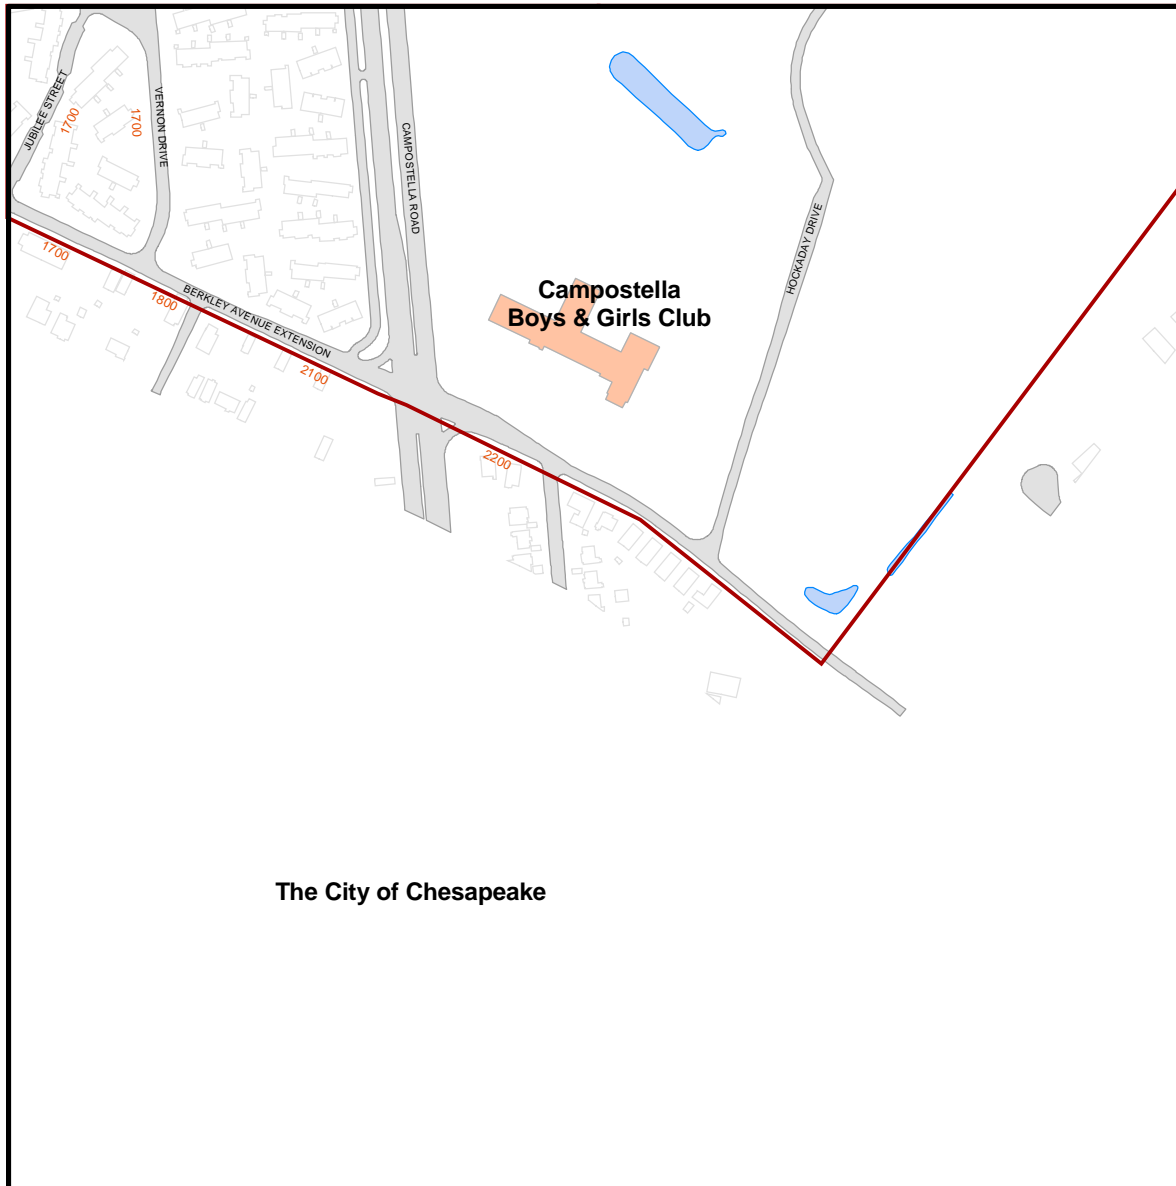 JUBILEE STREET
1700
1700
VERNON DRIVE
CAMPOSTELLA ROAD
HOCKADAY DRIVE
1700
1800
BERKLEY AVENUE EXTENSION
2100
2200
Campostella
Boys & Girls Club
The City of Chesapeake